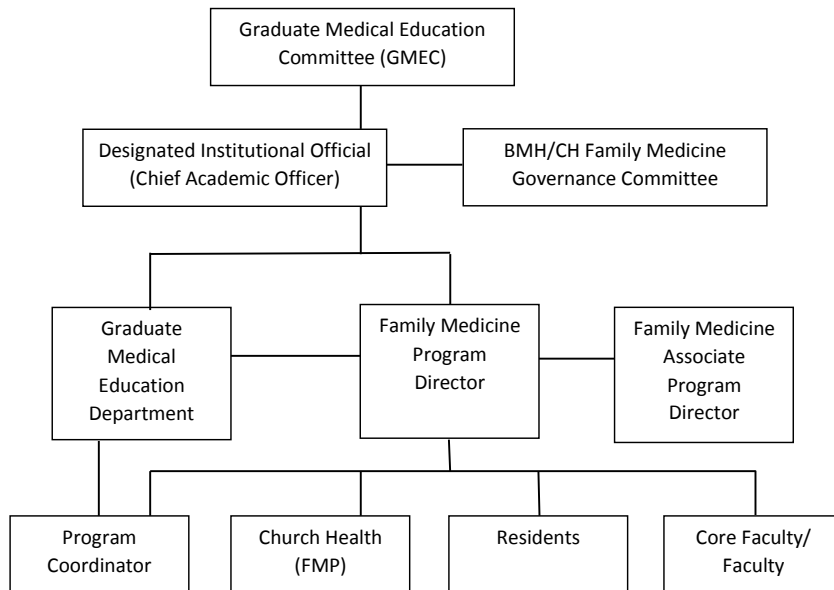 Graduate Medical Education
Committee (GMEC)
Designated Institutional Official
(Chief Academic Officer)
BMH/CH Family Medicine
Governance Committee
Graduate
Medical
Education
Department
Family Medicine
Program
Director
Family Medicine
Associate
Program
Director
Program
Coordinator
Church Health
(FMP)
Residents
Core Faculty/
Faculty